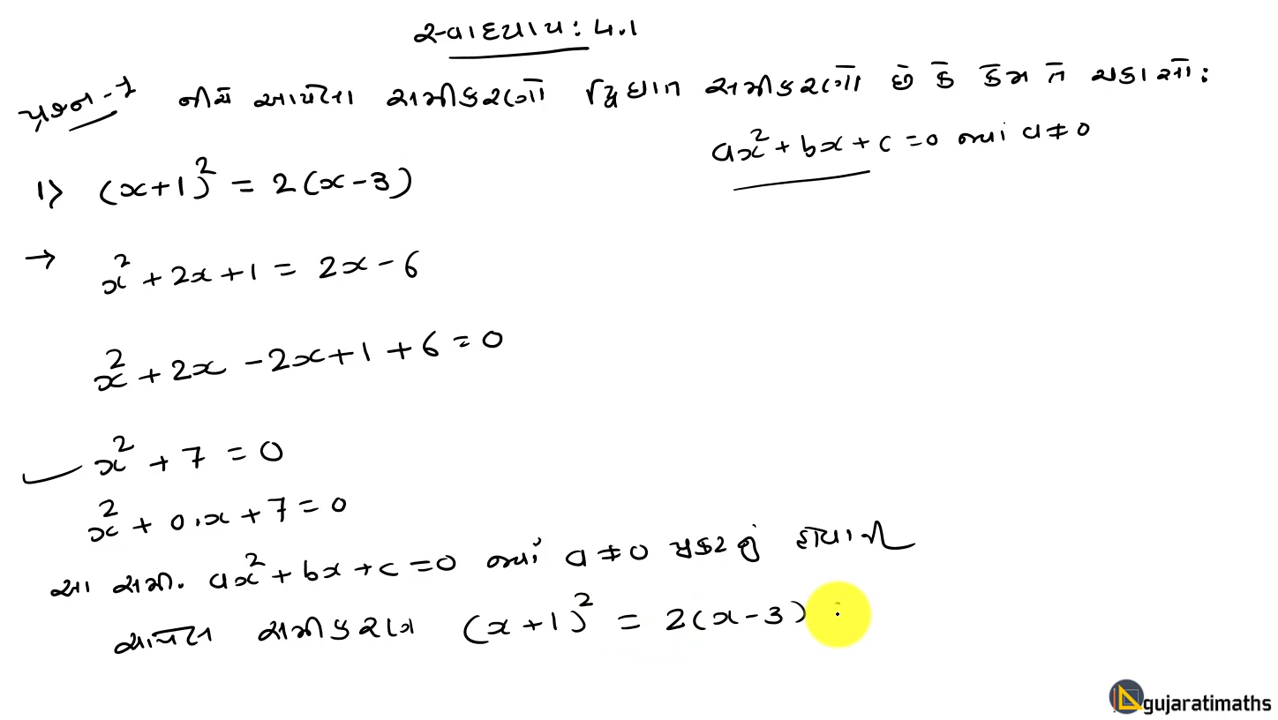 સ્વાધ્યાય: 4.1
પ્રશ્ન-1 નીચે આપેલા સમીકરણો દ્વિઘાત સમીકરણો છે કે કેમ તે ચકાસો:
ax² + bx + c = 0 જ્યાં a ≠ 0
1) (x+1)² = 2(x-3)
→ x² + 2x + 1 = 2x - 6
x² + 2x - 2x + 1 + 6 = 0
x² + 7 = 0
x² + 0.x + 7 = 0
આ સમી. ax² + bx + c = 0 જ્યાં a ≠ 0 પ્રકારનું હોવાથી
આપેલ સમીકરણ (x+1)² = 2(x-3)
gujaratimaths